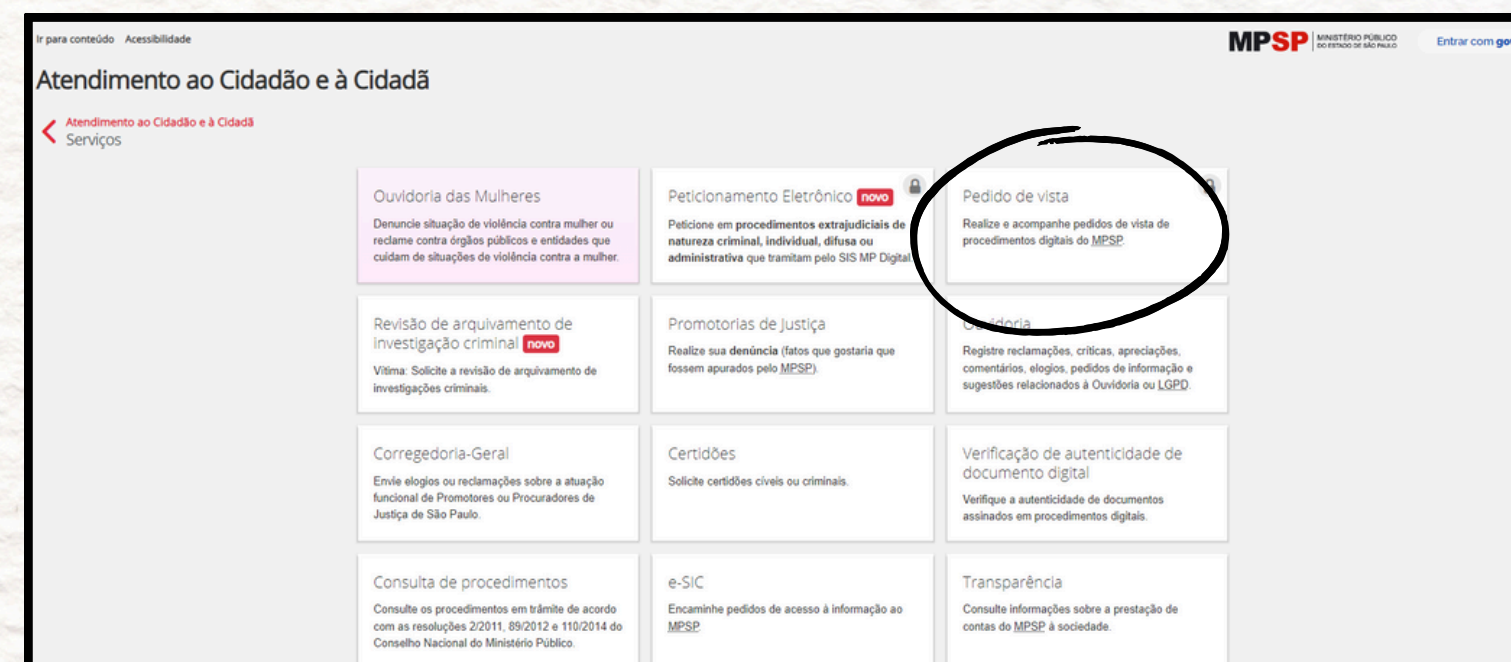 Ir para conteúdo Acessibilidade
MPSP MINISTÉRIO PÚBLICO
DO ESTADO DE SÃO PAULO
Entrar com gov
Atendimento ao Cidadão e à Cidadã
Atendimento ao Cidadão e à Cidadã
Serviços
Ouvidoria das Mulheres
Denuncie situação de violência contra mulher ou
reclame contra órgãos públicos e entidades que
cuidam de situações de violência contra a mulher.
Peticionamento Eletrônico novo
Peticione em procedimentos extrajudiciais de
natureza criminal, individual, difusa ou
administrativa que tramitam pelo SIS MP Digital.
Pedido de vista
Realize e acompanhe pedidos de vista de
procedimentos digitais do MPSP.
Revisão de arquivamento de
investigação criminal novo
Vítima: Solicite a revisão de arquivamento de
investigações criminais.
Promotorias de Justiça
Realize sua denúncia (fatos que gostaria que
fossem apurados pelo MPSP).
Ouvidoria
Registre reclamações, críticas, apreciações,
comentários, elogios, pedidos de informação e
sugestões relacionados à Ouvidoria ou LGPD.
Corregedoria-Geral
Envie elogios ou reclamações sobre a atuação
funcional de Promotores ou Procuradores de
Justiça de São Paulo.
Certidões
Solicite certidões cíveis ou criminais.
Verificação de autenticidade de
documento digital
Verifique a autenticidade de documentos
assinados em procedimentos digitais.
Consulta de procedimentos
Consulte os procedimentos em trâmite de acordo
com as resoluções 2/2011, 89/2012 e 110/2014 do
Conselho Nacional do Ministério Público.
e-SIC
Encaminhe pedidos de acesso à informação ao
MPSP.
Transparência
Consulte informações sobre a prestação de
contas do MPSP à sociedade.